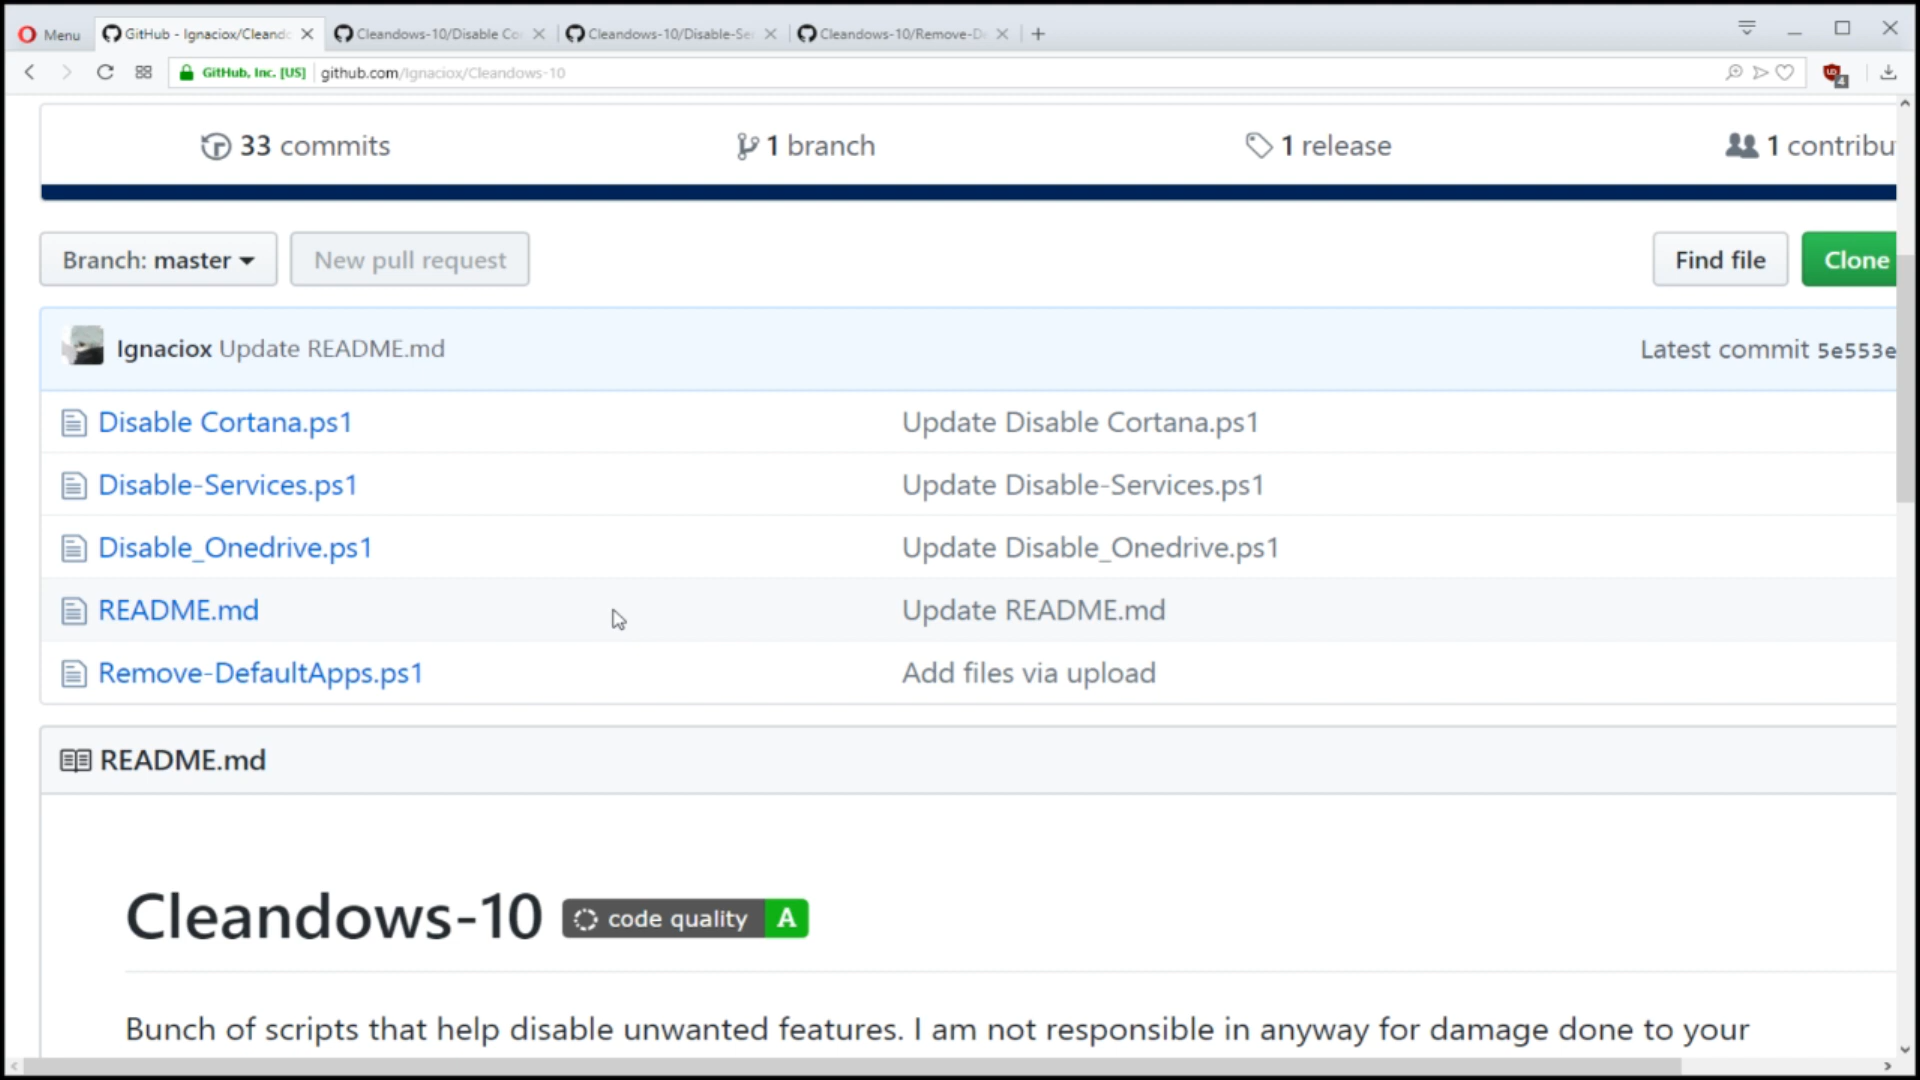 Menu
GitHub - Ignaciox/Cleand
Cleandows-10/Disable Co
Cleandows-10/Disable-Se
Cleandows-10/Remove-D
GitHub, Inc. [US]
github.com/Ignaciox/Cleandows-10
4
33 commits
1 branch
1 release
1 contribu
Branch: master
New pull request
Find file
Clone
Ignaciox Update README.md
Latest commit 5e553e
Disable Cortana.ps1
Update Disable Cortana.ps1
Disable-Services.ps1
Update Disable-Services.ps1
Disable_Onedrive.ps1
Update Disable_Onedrive.ps1
README.md
Update README.md
Remove-DefaultApps.ps1
Add files via upload
README.md
Cleandows-10
code quality A
Bunch of scripts that help disable unwanted features. I am not responsible in anyway for damage done to your